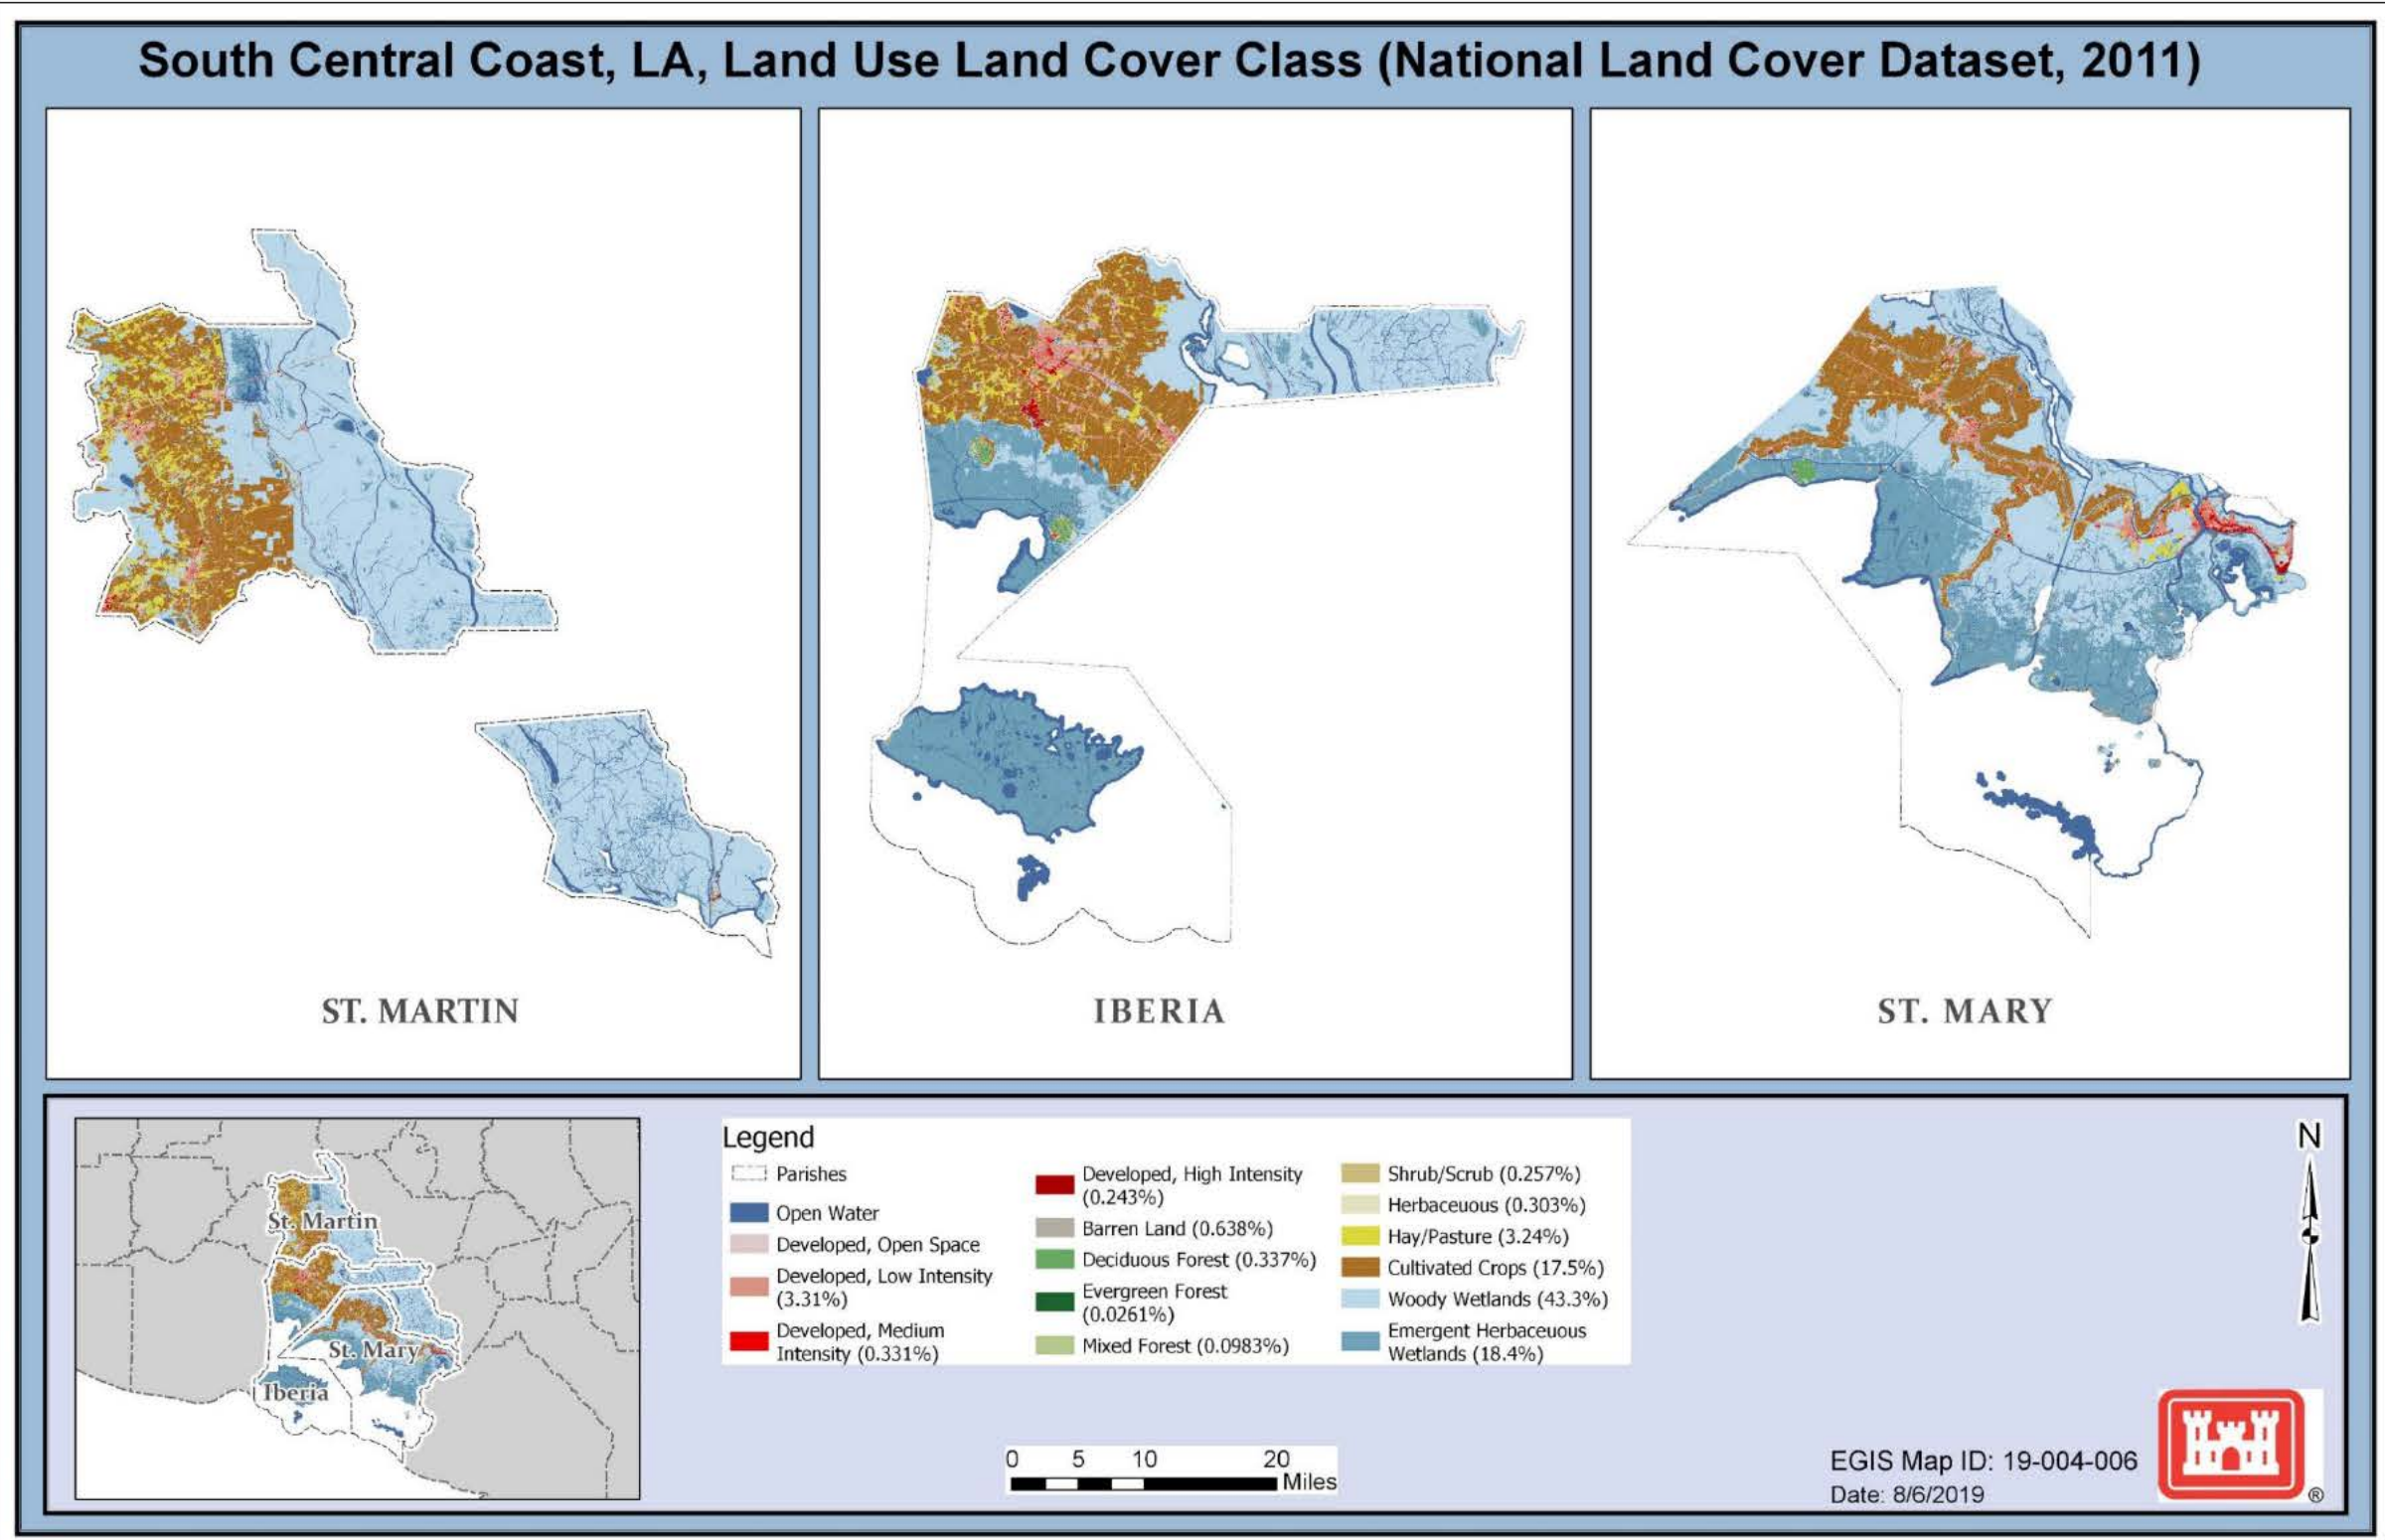 South Central Coast, LA, Land Use Land Cover Class (National Land Cover Dataset, 2011)
ST. MARTIN
IBERIA
ST. MARY
St. Martin
St. Mary
Iberia
Legend
Parishes
Open Water
Developed, Open Space
Developed, Low Intensity
(3.31%)
Developed, Medium
Intensity (0.331%)
Developed, High Intensity
(0.243%)
Barren Land (0.638%)
Deciduous Forest (0.337%)
Evergreen Forest
(0.0261%)
Mixed Forest (0.0983%)
Shrub/Scrub (0.257%)
Herbaceuous (0.303%)
Hay/Pasture (3.24%)
Cultivated Crops (17.5%)
Woody Wetlands (43.3%)
Emergent Herbaceuous
Wetlands (18.4%)
0 5 10 20
Miles
N
EGIS Map ID: 19-004-006
Date: 8/6/2019
®